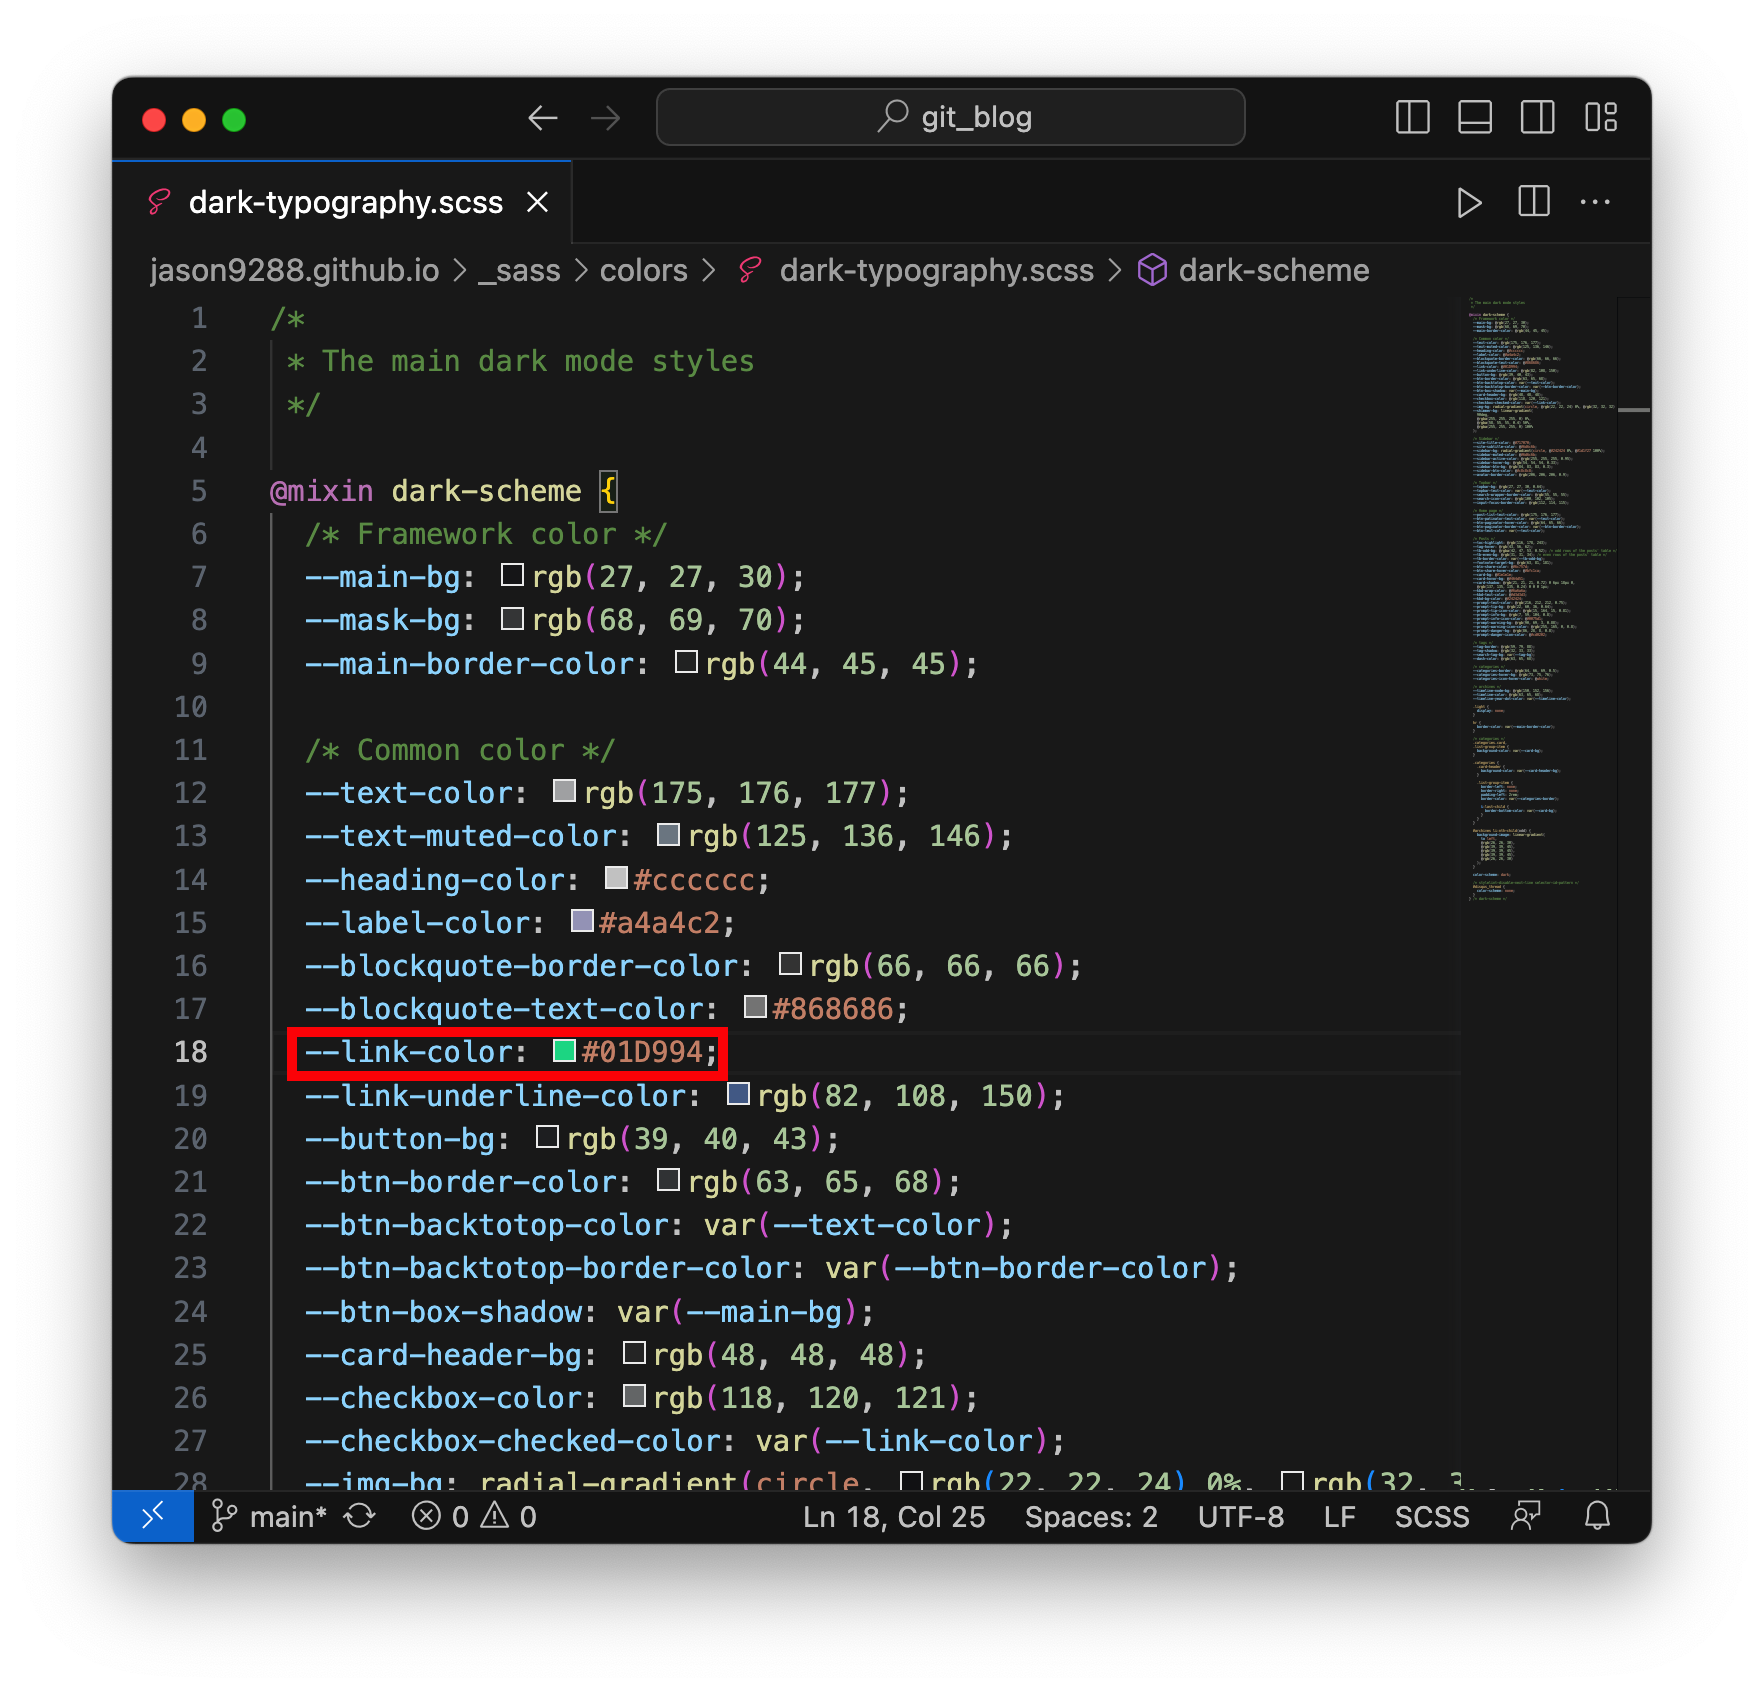 git_blog
dark-typography.scss
jason9288.github.io > _sass > colors > dark-typography.scss > dark-scheme
1 /*
2 * The main dark mode styles
3 */
4
5 @mixin dark-scheme {
6 /* Framework color */
7 --main-bg: rgb(27, 27, 30);
8 --mask-bg: rgb(68, 69, 70);
9 --main-border-color: rgb(44, 45, 45);
10
11 /* Common color */
12 --text-color: rgb(175, 176, 177);
13 --text-muted-color: rgb(125, 136, 146);
14 --heading-color: #cccccc;
15 --label-color: #a4a4c2;
16 --blockquote-border-color: rgb(66, 66, 66);
17 --blockquote-text-color: #868686;
18 --link-color: #01D994;
19 --link-underline-color: rgb(82, 108, 150);
20 --button-bg: rgb(39, 40, 43);
21 --btn-border-color: rgb(63, 65, 68);
22 --btn-backtotop-color: var(--text-color);
23 --btn-backtotop-border-color: var(--btn-border-color);
24 --btn-box-shadow: var(--main-bg);
25 --card-header-bg: rgb(48, 48, 48);
26 --checkbox-color: rgb(118, 120, 121);
27 --checkbox-checked-color: var(--link-color);
28 --img-bg: radial-gradient(circle, rgb(22, 22, 24) 0%, rgb(32, 3
main* 0 0 Ln 18, Col 25 Spaces: 2 UTF-8 LF SCSS